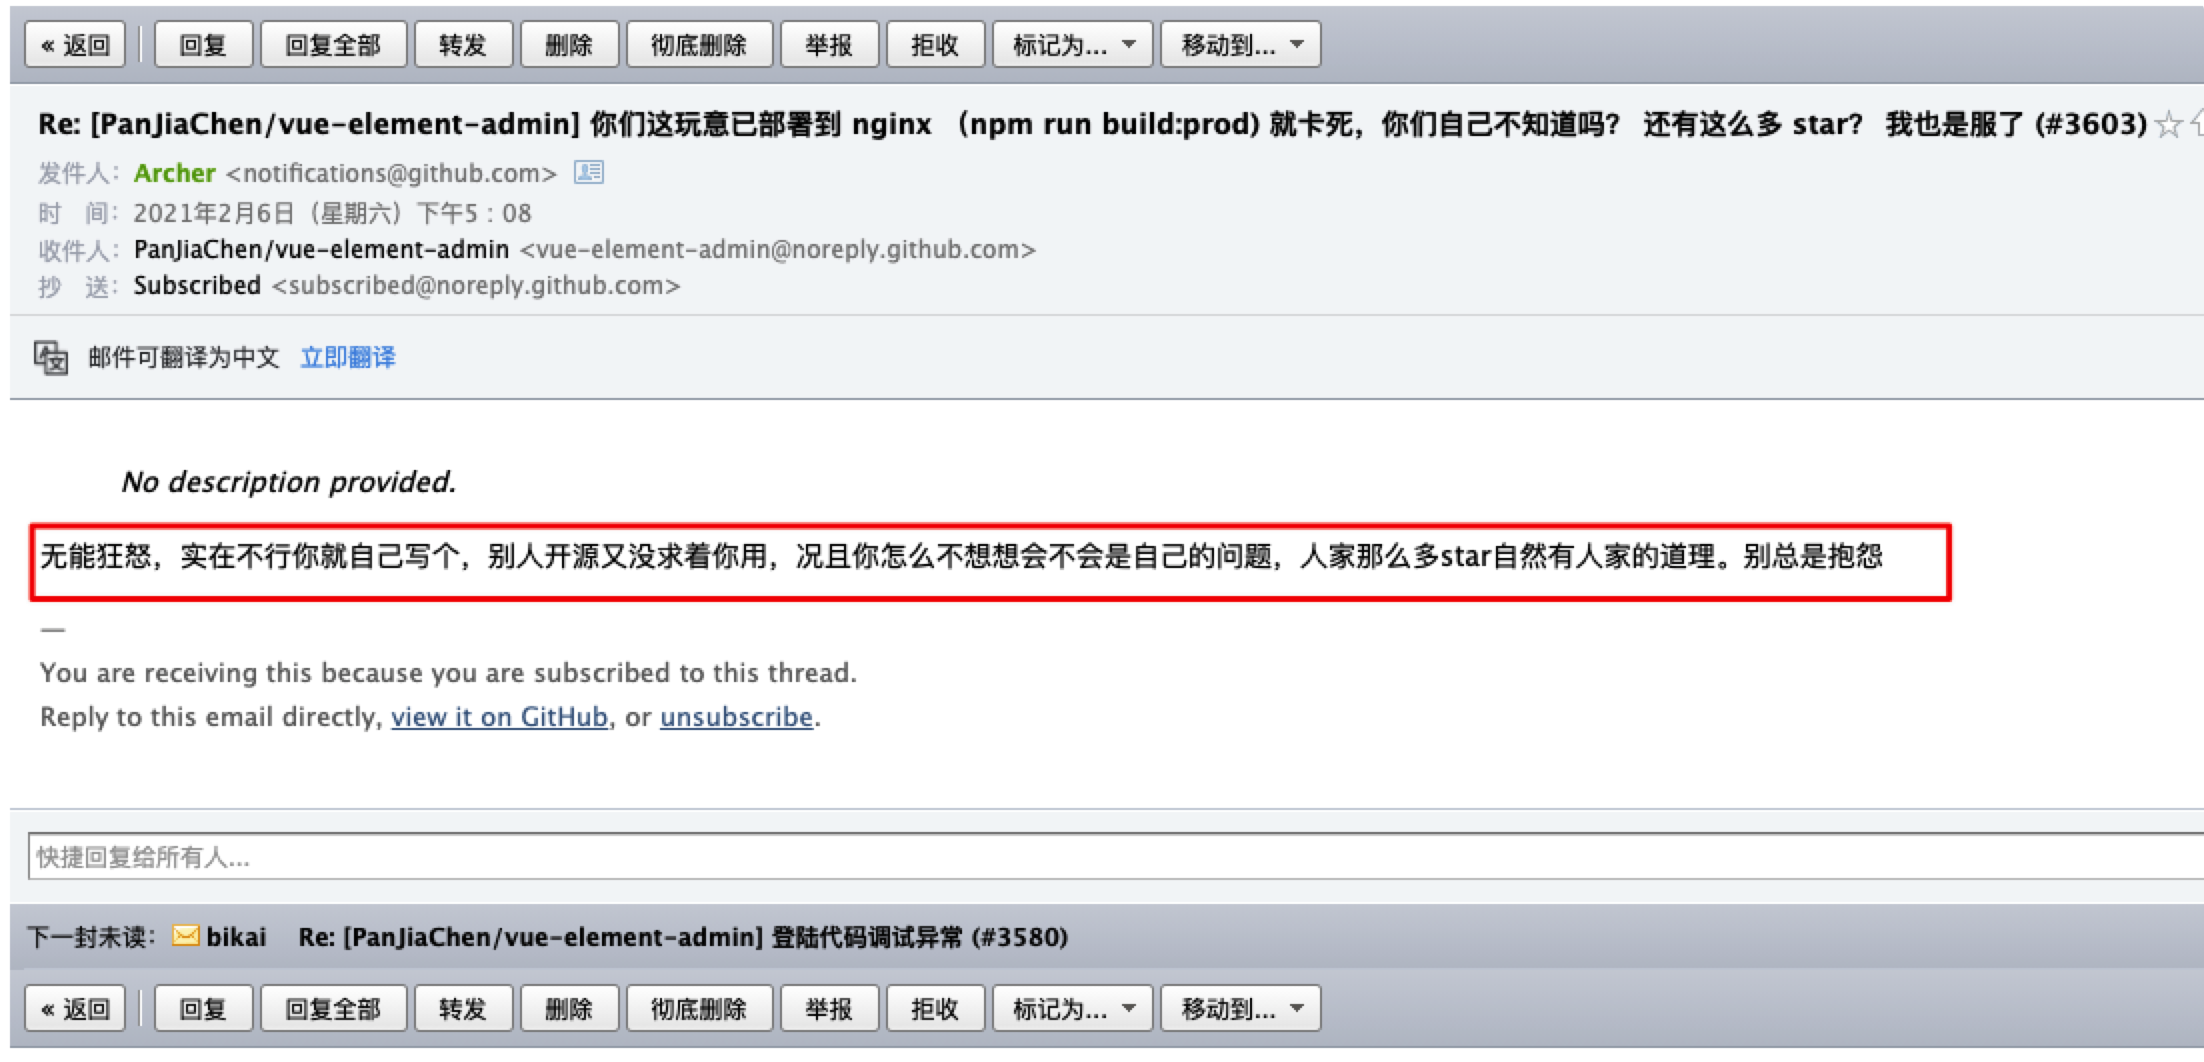 « 返回 回复 回复全部 转发 删除 彻底删除 举报 拒收 标记为... 移动到...
Re: [PanJiaChen/vue-element-admin] 你们这玩意已部署到 nginx （npm run build:prod) 就卡死，你们自己不知道吗？ 还有这么多 star？ 我也是服了 (#3603)
发件人：Archer <notifications@github.com>
时 间：2021年2月6日（星期六）下午5：08
收件人：PanJiaChen/vue-element-admin <vue-element-admin@noreply.github.com>
抄 送：Subscribed <subscribed@noreply.github.com>
邮件可翻译为中文 立即翻译
No description provided.
无能狂怒，实在不行你就自己写个，别人开源又没求着你用，况且你怎么不想想会不会是自己的问题，人家那么多star自然有人家的道理。别总是抱怨
—
You are receiving this because you are subscribed to this thread.
Reply to this email directly, view it on GitHub, or unsubscribe.
快捷回复给所有人...
下一封未读：bikai Re: [PanJiaChen/vue-element-admin] 登陆代码调试异常 (#3580)
« 返回 回复 回复全部 转发 删除 彻底删除 举报 拒收 标记为... 移动到...